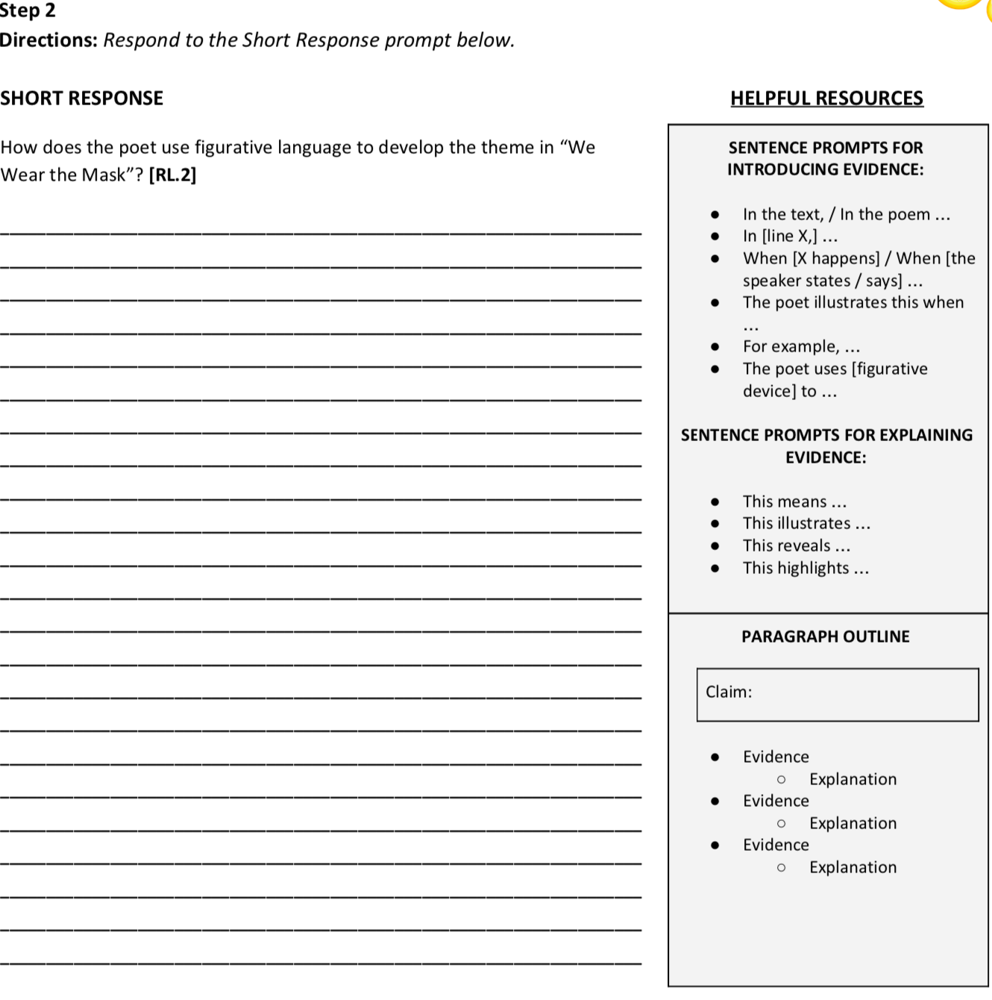 Step 2
Directions: Respond to the Short Response prompt below.
SHORT RESPONSE
How does the poet use figurative language to develop the theme in “We
Wear the Mask”? [RL.2]
HELPFUL RESOURCES
SENTENCE PROMPTS FOR
INTRODUCING EVIDENCE:
● In the text, / In the poem ...
● In [line X,] ...
● When [X happens] / When [the
speaker states / says] ...
● The poet illustrates this when
...
● For example, ...
● The poet uses [figurative
device] to ...
SENTENCE PROMPTS FOR EXPLAINING
EVIDENCE:
● This means ...
● This illustrates ...
● This reveals ...
● This highlights ...
PARAGRAPH OUTLINE
Claim:
● Evidence
○ Explanation
● Evidence
○ Explanation
● Evidence
○ Explanation